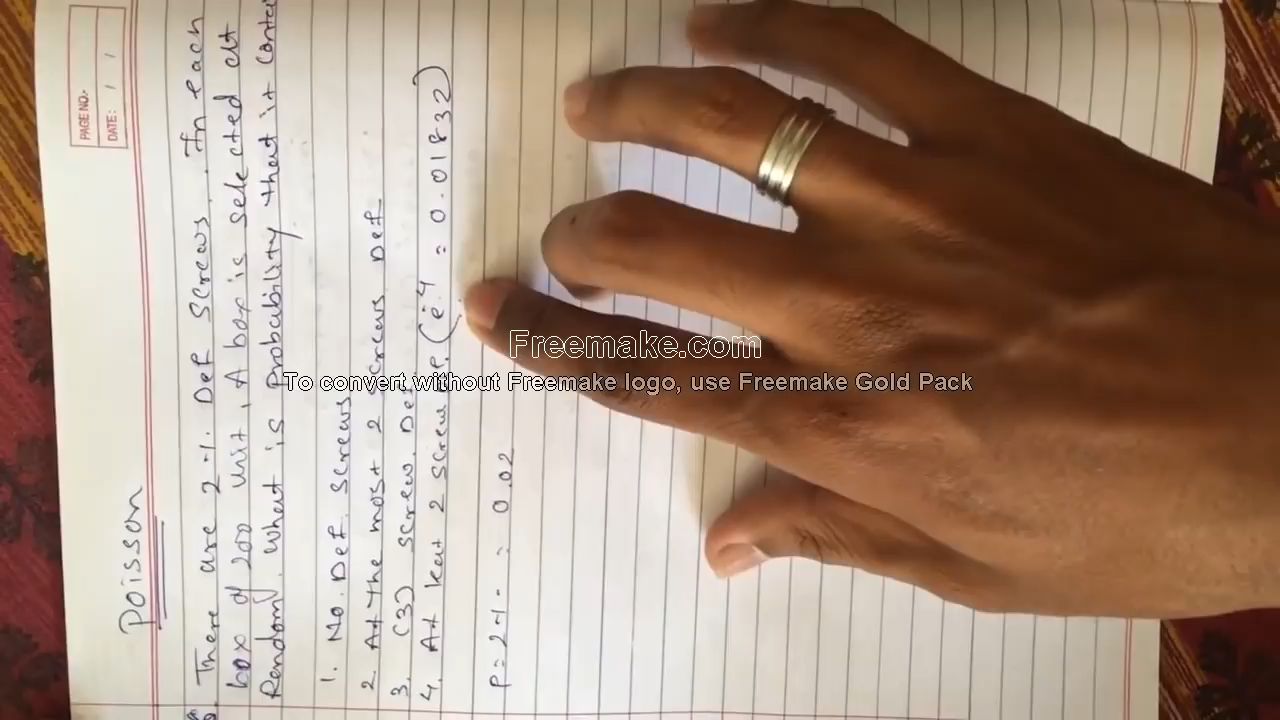 PAGE NO.
DATE: / /
Poisson
There are 2%. Def screws. In each
box of 200 unit, A box is selected at
Random. what is Probability that it contai
1. No. Def. screws
2. At the most 2 screws Def
3. (3) screw. Def
4. At least 2 screw (e⁻⁴ = 0.01832)
P = 2% = 0.02
Freemake.com
To convert without Freemake logo, use Freemake Gold Pack